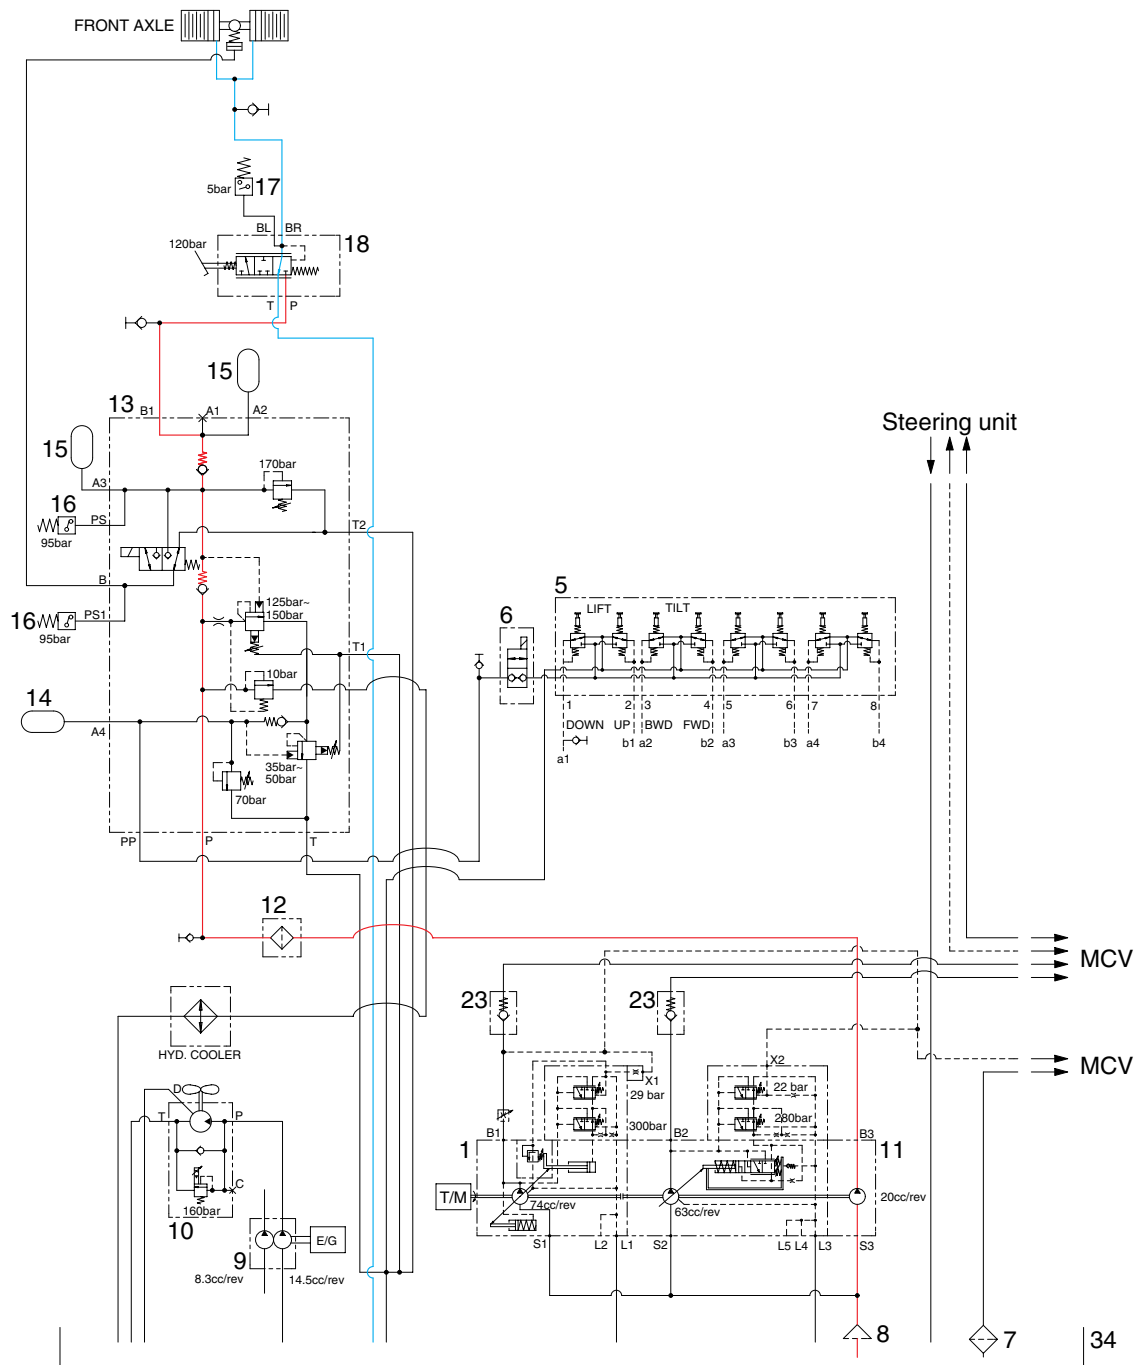 FRONT AXLE
5bar
17
BL BR
18
120bar
T P
15
13
B1 A1 A2
15
170bar
A3
16
PS
95bar
T2
B
125bar~
150bar
16
PS1
95bar
T1
10bar
14
A4
35bar~
50bar
70bar
PP P T
Steering unit
5
6
LIFT TILT
1 2 3 4 5 6 7 8
DOWN UP BWD FWD
a1 b1 a2 b2 a3 b3 a4 b4
12
MCV
23 23
HYD. COOLER
MCV
X1
29 bar
300bar
X2
22 bar
280bar
D
T P
C
160bar
10
9
E/G
8.3cc/rev 14.5cc/rev
1
B1 B2 B3
11
T/M
74cc/rev 63cc/rev 20cc/rev
S1 L2 L1 S2 L5 L4 L3 S3
8
7
34